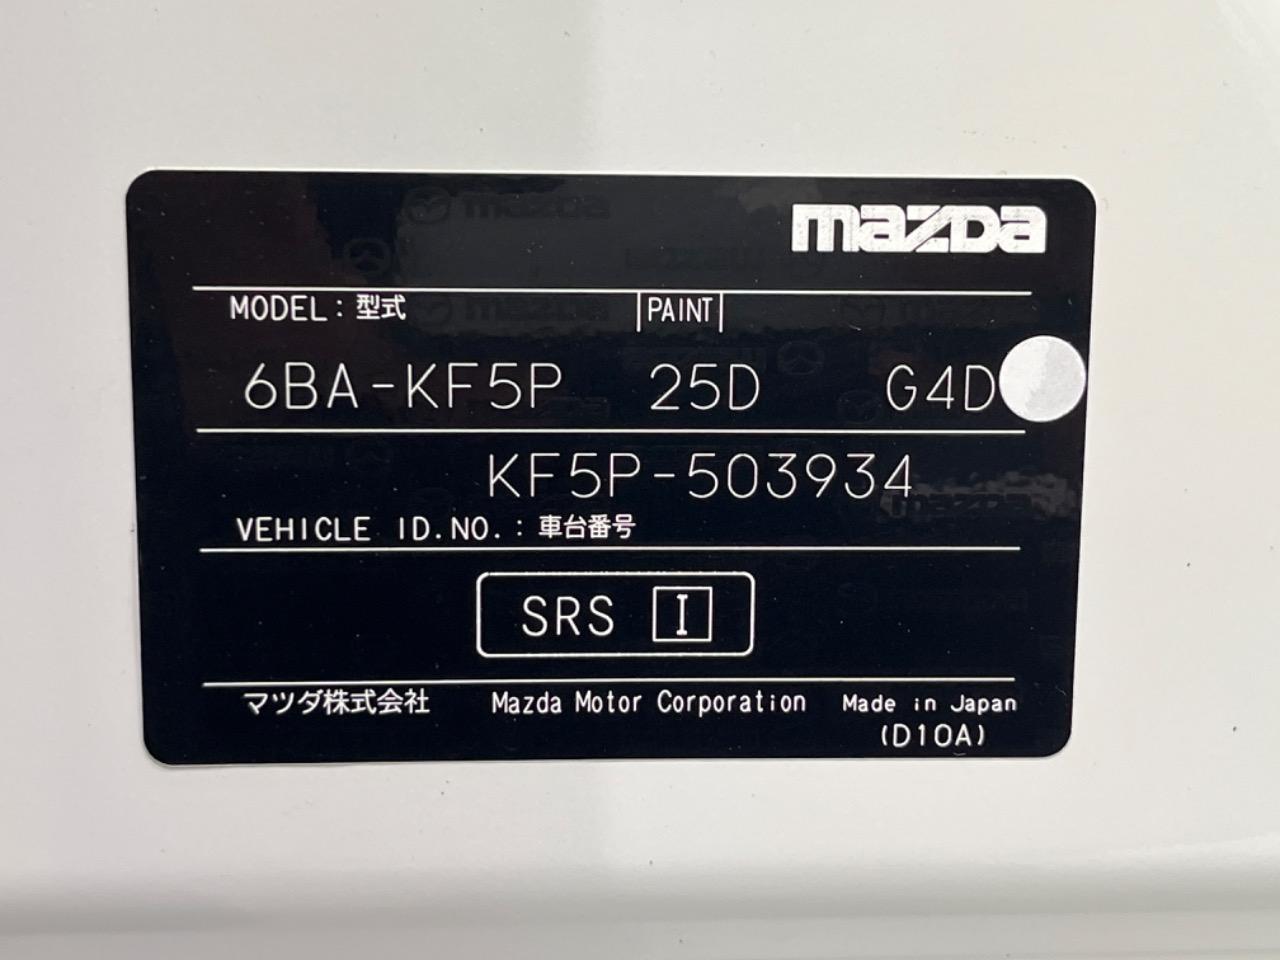 mazda
MODEL: 型式 PAINT
6BA-KF5P 25D G4D
KF5P-503934
VEHICLE ID.NO.: 車台番号
SRS I
マツダ株式会社 Mazda Motor Corporation Made in Japan
(D10A)